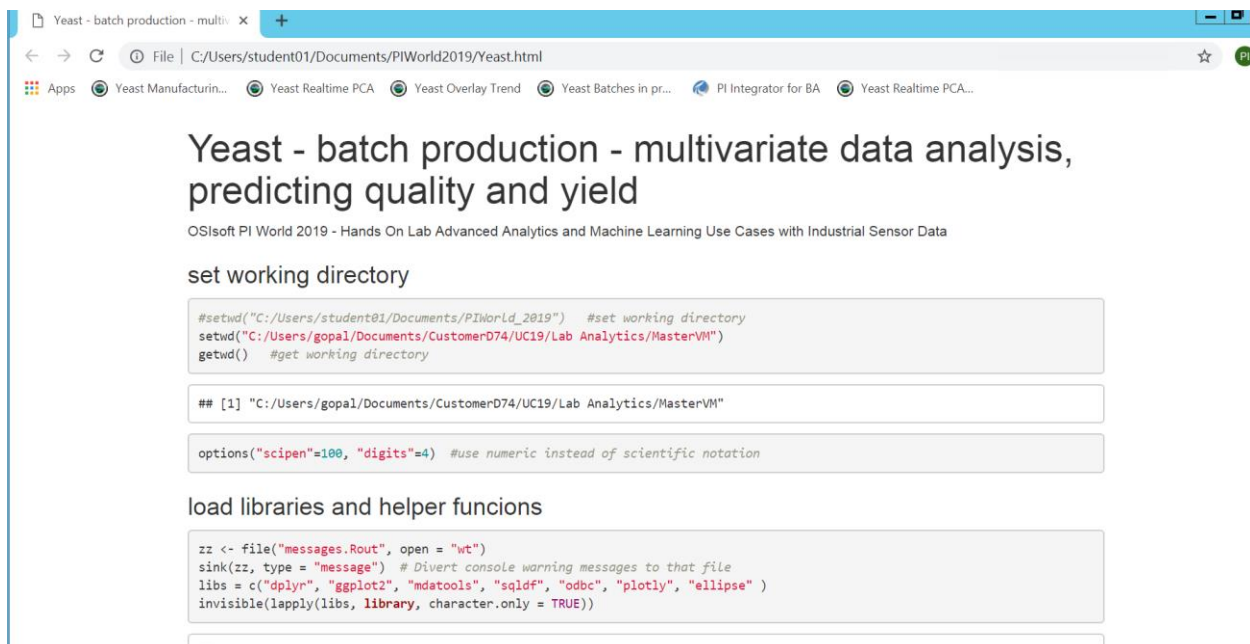 Yeast - batch production - multiv
File | C:/Users/student01/Documents/PIWorld2019/Yeast.html
PI
Apps Yeast Manufacturin... Yeast Realtime PCA Yeast Overlay Trend Yeast Batches in pr... PI Integrator for BA Yeast Realtime PCA...
Yeast - batch production - multivariate data analysis,
predicting quality and yield
OSIsoft PI World 2019 - Hands On Lab Advanced Analytics and Machine Learning Use Cases with Industrial Sensor Data
set working directory
#setwd("C:/Users/student01/Documents/PIWorld_2019")   #set working directory
setwd("C:/Users/gopal/Documents/CustomerD74/UC19/Lab Analytics/MasterVM")
getwd()   #get working directory
## [1] "C:/Users/gopal/Documents/CustomerD74/UC19/Lab Analytics/MasterVM"
options("scipen"=100, "digits"=4)  #use numeric instead of scientific notation
load libraries and helper funcions
zz <- file("messages.Rout", open = "wt")
sink(zz, type = "message")  # Divert console warning messages to that file
libs = c("dplyr", "ggplot2", "mdatools", "sqldf", "odbc", "plotly", "ellipse" )
invisible(lapply(libs, library, character.only = TRUE))